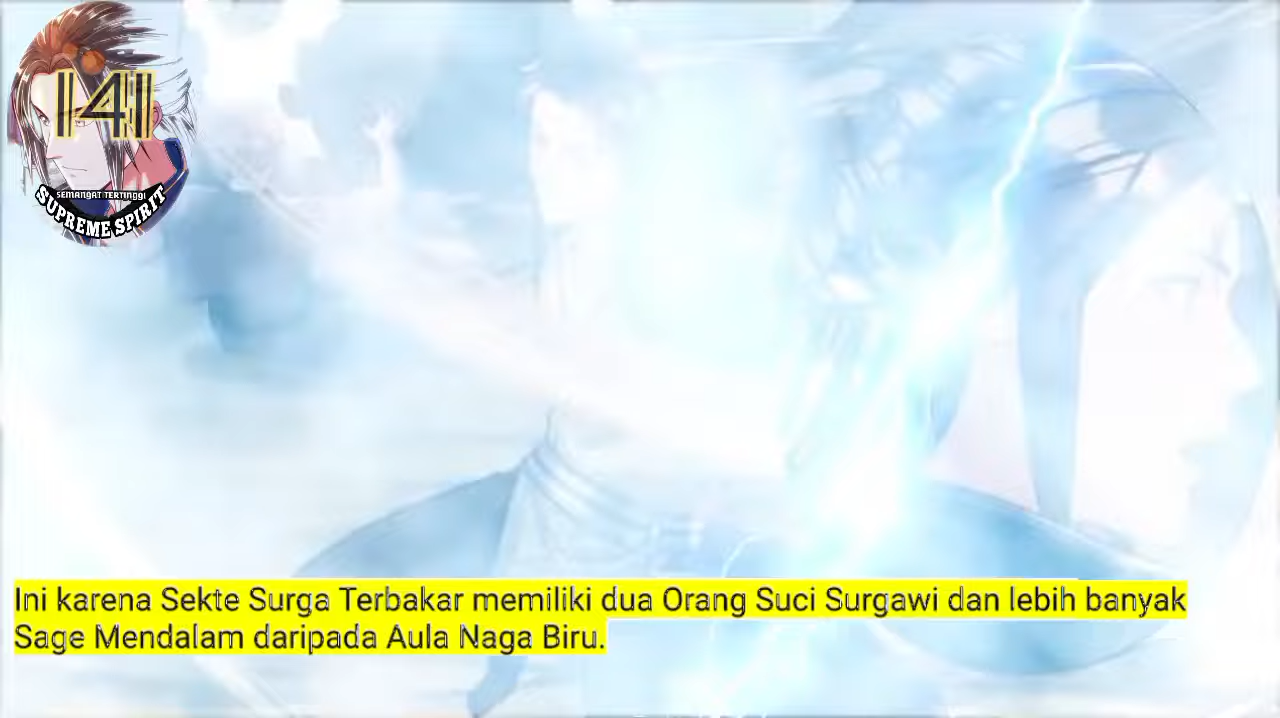 141
SEMANGAT TERTINGGI
SUPREME SPIRIT
Ini karena Sekte Surga Terbakar memiliki dua Orang Suci Surgawi dan lebih banyak
Sage Mendalam daripada Aula Naga Biru.